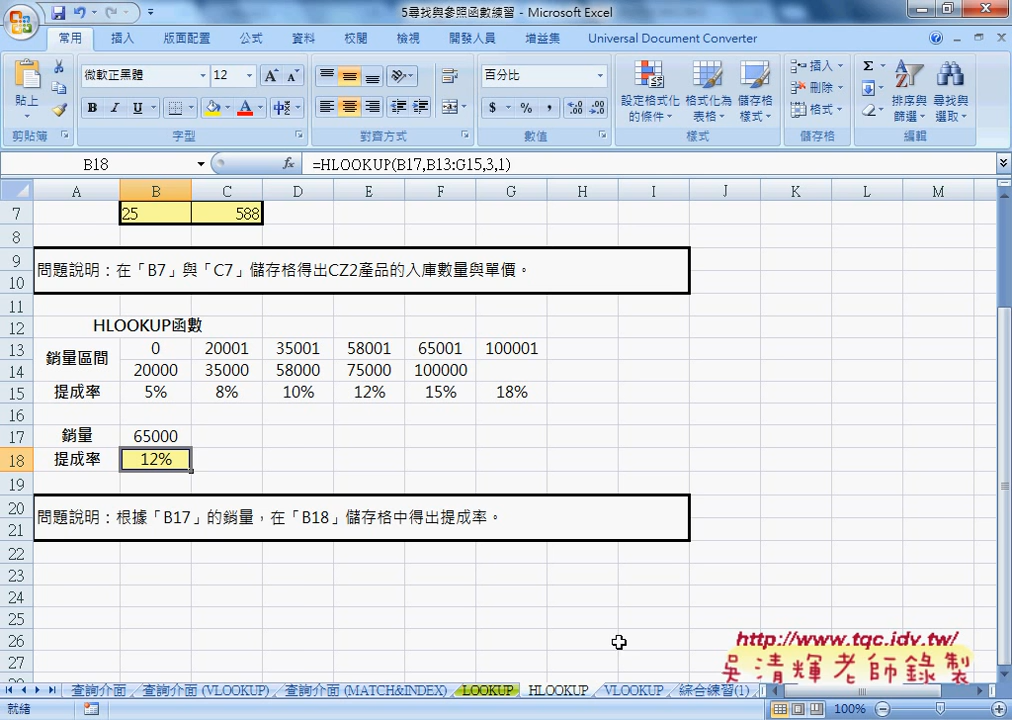 5尋找與參照函數練習 - Microsoft Excel
常用 插入 版面配置 公式 資料 校閱 檢視 開發人員 增益集 Universal Document Converter
貼上 微軟正黑體 12 百分比 設定格式化的條件 格式化為表格 儲存格樣式 插入 刪除 格式 排序與篩選 尋找與選取
剪貼簿 字型 對齊方式 數值 樣式 儲存格 編輯
B18 fx =HLOOKUP(B17,B13:G15,3,1)
A B C D E F G H I J K L M
7 25 588
8
9
10 問題說明：在「B7」與「C7」儲存格得出CZ2產品的入庫數量與單價。
11
12 HLOOKUP函數
13 銷量區間 0 20001 35001 58001 65001 100001
14 20000 35000 58000 75000 100000
15 提成率 5% 8% 10% 12% 15% 18%
16
17 銷量 65000
18 提成率 12%
19
20
21 問題說明：根據「B17」的銷量，在「B18」儲存格中得出提成率。
22
23
24
25
26
27
http://www.tqc.idv.tw/
吳清輝老師錄製
查詢介面 查詢介面 (VLOOKUP) 查詢介面 (MATCH&INDEX) LOOKUP HLOOKUP VLOOKUP 綜合練習(1)
就緒 100%